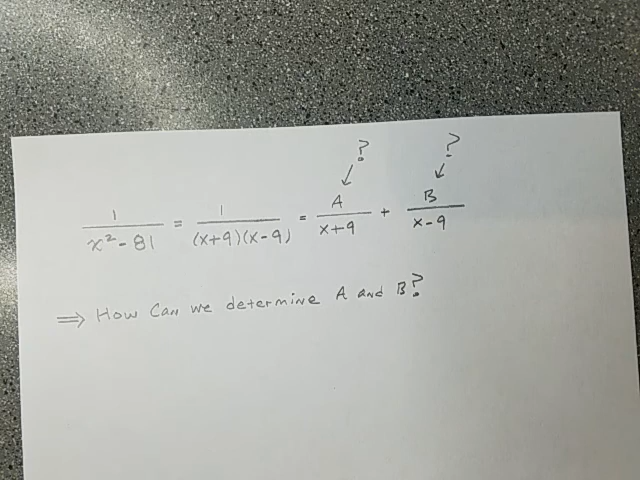 ? ?
1/(x²-81) = 1/((x+9)(x-9)) = A/(x+9) + B/(x-9)
⇒ How Can we determine A and B?